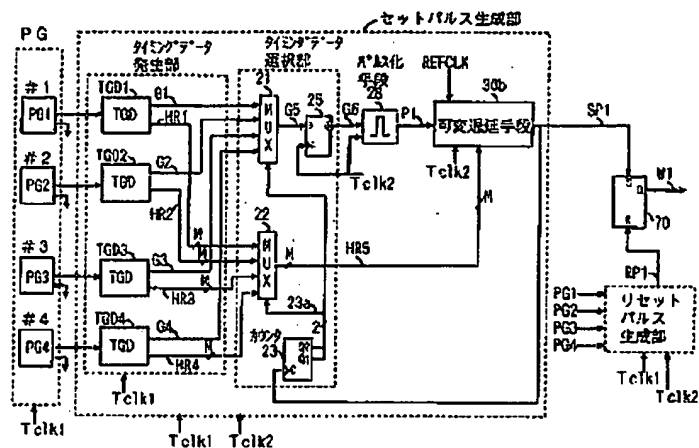 セットパルス生成部
PG
タイミングデータ
発生部
タイミングデータ
選択部
パルス化
手段
REFCLK
#1
PG1
TGD1
TGD
G1
HR1
21
MUX
G5
25
G6
28
P1
30b
可変遅延手段
SP1
#2
PG2
TGD2
TGD
G2
HR2
Tclk2
Tclk2
M
S
Q
R
W1
70
#3
PG3
TGD3
TGD
G3
HR3
M
M
M
22
MUX
M
HR5
23a
2
RP1
#4
PG4
TGD4
TGD
G4
HR4
M
カウンタ
23
Q0
Q1
PG1
PG2
PG3
PG4
リセット
パルス
生成部
Tclk1
Tclk1
Tclk1
Tclk2
Tclk1
Tclk2